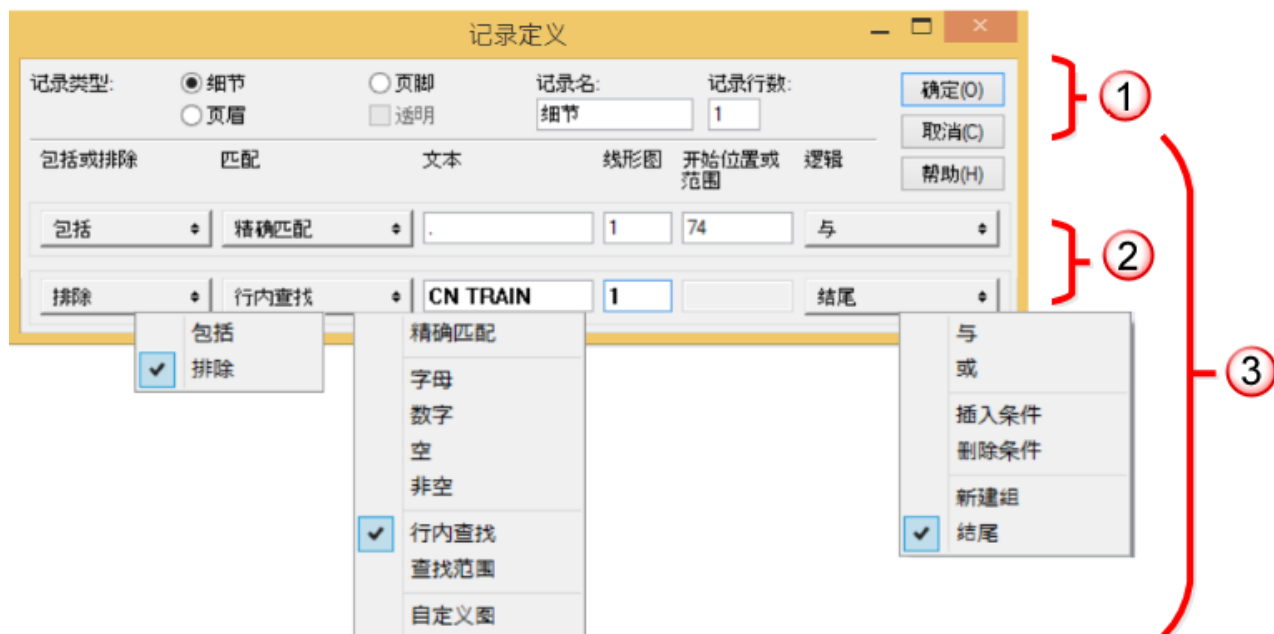 记录定义
记录类型: 细节 页脚 记录名: 记录行数: 确定(O)
页眉 透明 细节 1 取消(C)
包括或排除 匹配 文本 线形图 开始位置或范围 逻辑 帮助(H)
包括 精确匹配 . 1 74 与
排除 行内查找 CN TRAIN 1 结尾
包括
排除
精确匹配
字母
数字
空
非空
行内查找
查找范围
自定义图
与
或
插入条件
删除条件
新建组
结尾
1
2
3